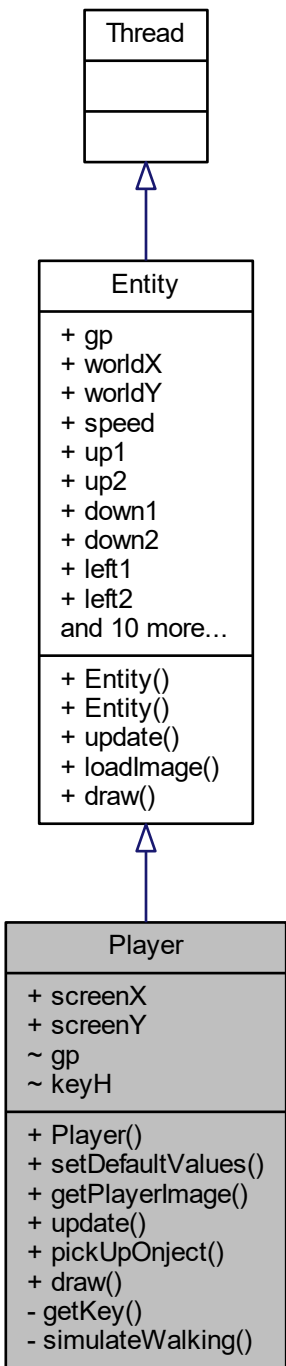 Thread
Entity
+ gp
+ worldX
+ worldY
+ speed
+ up1
+ up2
+ down1
+ down2
+ left1
+ left2
and 10 more...
+ Entity()
+ Entity()
+ update()
+ loadImage()
+ draw()
Player
+ screenX
+ screenY
~ gp
~ keyH
+ Player()
+ setDefaultValues()
+ getPlayerImage()
+ update()
+ pickUpOnject()
+ draw()
- getKey()
- simulateWalking()